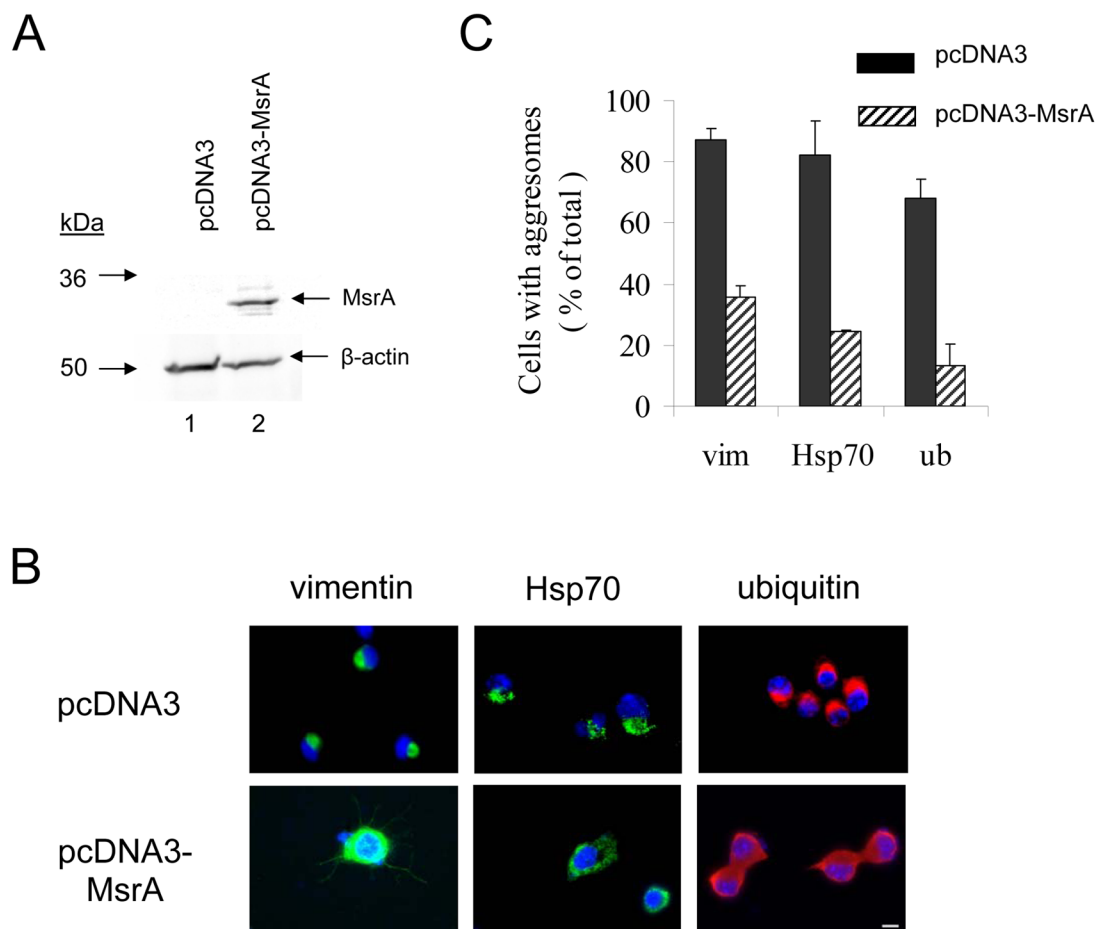 A
pcDNA3
pcDNA3-MsrA
kDa
36
MsrA
50
β-actin
1 2
C
pcDNA3
pcDNA3-MsrA
Cells with aggresomes
( % of total )
100
80
60
40
20
0
vim Hsp70 ub
B
vimentin Hsp70 ubiquitin
pcDNA3
pcDNA3-
MsrA